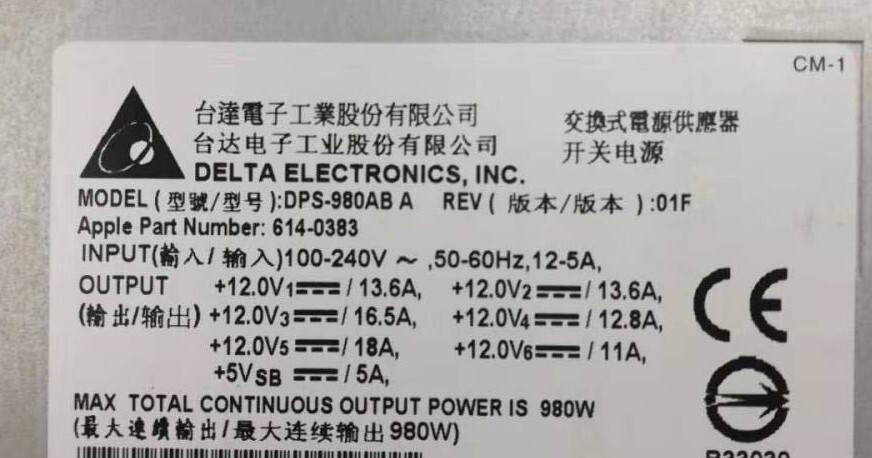 CM-1
台達電子工業股份有限公司
交換式電源供應器
台达电子工业股份有限公司
开关电源
DELTA ELECTRONICS, INC.
MODEL ( 型號/型号 ):DPS-980AB A REV ( 版本/版本 ) :01F
Apple Part Number: 614-0383
INPUT(輸入/ 输入)100-240V ~ ,50-60Hz,12-5A,
OUTPUT +12.0V1⎓/ 13.6A, +12.0V2⎓/ 13.6A,
(輸出/输出) +12.0V3⎓/ 16.5A, +12.0V4⎓/ 12.8A,
+12.0V5⎓/ 18A, +12.0V6⎓/ 11A,
+5VSB ⎓/ 5A,
CE
MAX TOTAL CONTINUOUS OUTPUT POWER IS 980W
(最大連續輸出/最大连续输出980W)